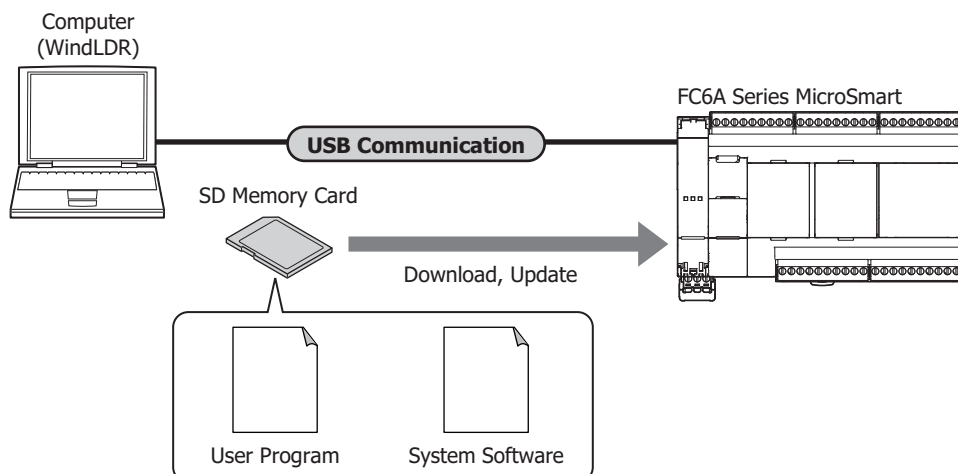 Computer
(WindLDR)
FC6A Series MicroSmart
USB Communication
SD Memory Card
Download, Update
User Program
System Software